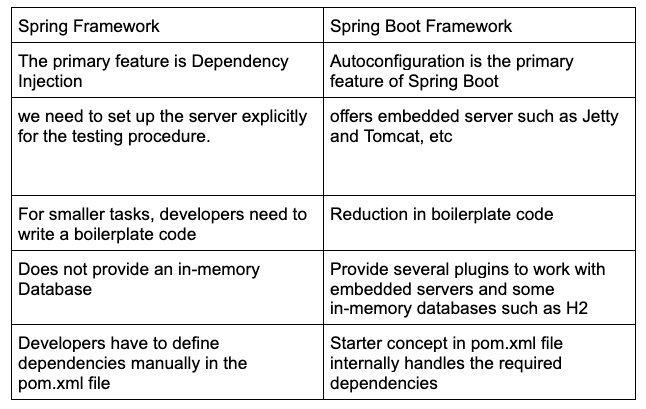 Spring Framework
Spring Boot Framework
The primary feature is Dependency
Injection
Autoconfiguration is the primary
feature of Spring Boot
we need to set up the server explicitly
for the testing procedure.
offers embedded server such as Jetty
and Tomcat, etc
For smaller tasks, developers need to
write a boilerplate code
Reduction in boilerplate code
Does not provide an in-memory
Database
Provide several plugins to work with
embedded servers and some
in-memory databases such as H2
Developers have to define
dependencies manually in the
pom.xml file
Starter concept in pom.xml file
internally handles the required
dependencies